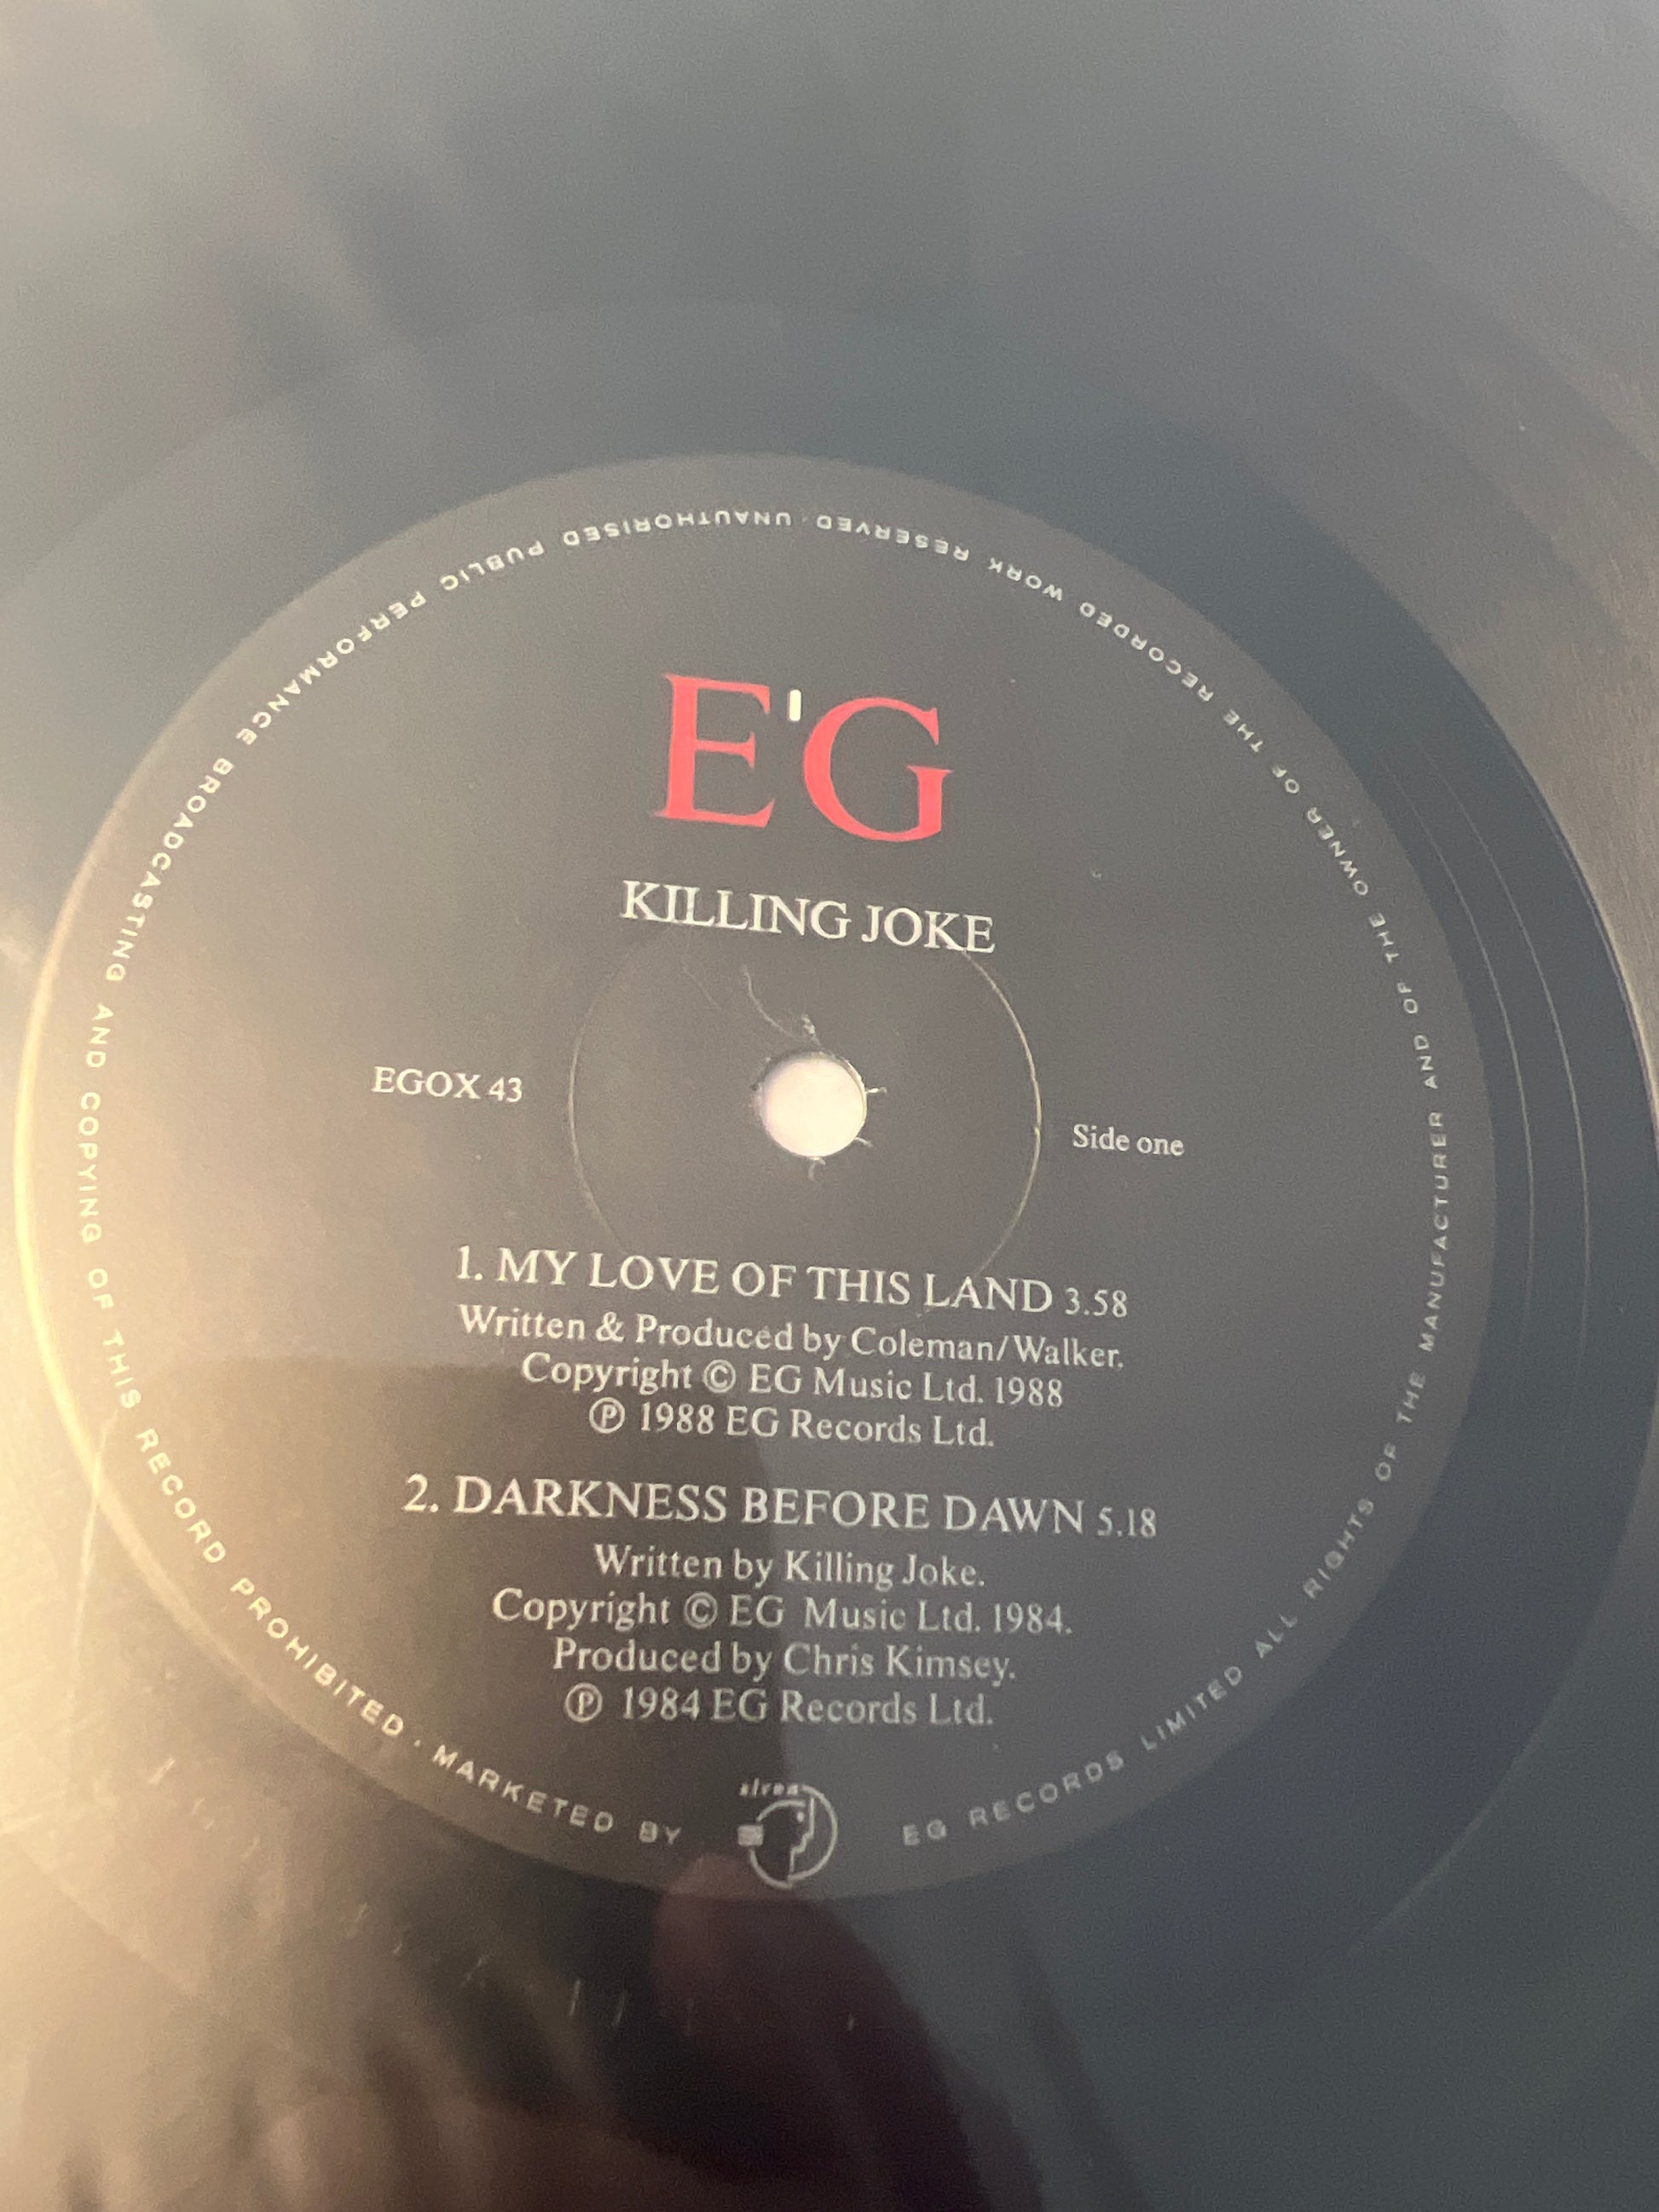 E'G
KILLING JOKE
EGOX 43
Side one
1. MY LOVE OF THIS LAND 3.58
Written & Produced by Coleman/Walker.
Copyright © EG Music Ltd. 1988
℗ 1988 EG Records Ltd.
2. DARKNESS BEFORE DAWN 5.18
Written by Killing Joke.
Copyright © EG Music Ltd. 1984.
Produced by Chris Kimsey.
℗ 1984 EG Records Ltd.
EG RECORDS LIMITED ALL RIGHTS OF THE MANUFACTURER AND OF THE OWNER OF THE RECORDED WORK RESERVED · UNAUTHORISED PUBLIC PERFORMANCE BROADCASTING AND COPYING OF THIS RECORD PROHIBITED · MARKETED BY